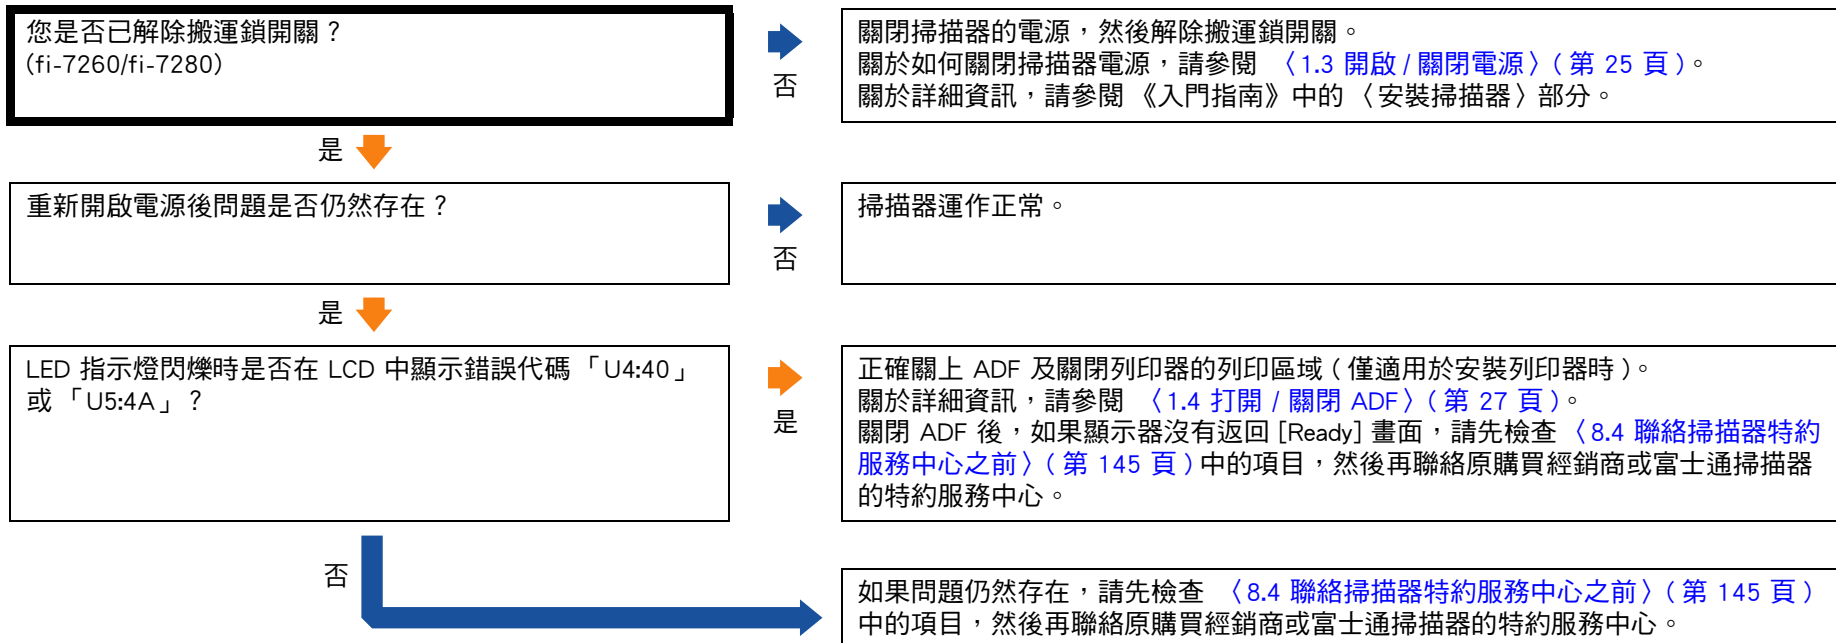 您是否已解除搬運鎖開關？
(fi-7260/fi-7280)
否
關閉掃描器的電源，然後解除搬運鎖開關。
關於如何關閉掃描器電源，請參閱 〈1.3 開啟 / 關閉電源〉( 第 25 頁 )。
關於詳細資訊，請參閱 《入門指南》中的 〈安裝掃描器〉部分。
是
重新開啟電源後問題是否仍然存在？
否
掃描器運作正常。
是
LED 指示燈閃爍時是否在 LCD 中顯示錯誤代碼 「U4:40」
或 「U5:4A」？
是
正確關上 ADF 及關閉列印器的列印區域 ( 僅適用於安裝列印器時 )。
關於詳細資訊，請參閱 〈1.4 打開 / 關閉 ADF〉( 第 27 頁 )。
關閉 ADF 後，如果顯示器沒有返回 [Ready] 畫面，請先檢查 〈8.4 聯絡掃描器特約
服務中心之前〉( 第 145 頁 ) 中的項目，然後再聯絡原購買經銷商或富士通掃描器
的特約服務中心。
否
如果問題仍然存在，請先檢查 〈8.4 聯絡掃描器特約服務中心之前〉( 第 145 頁 )
中的項目，然後再聯絡原購買經銷商或富士通掃描器的特約服務中心。